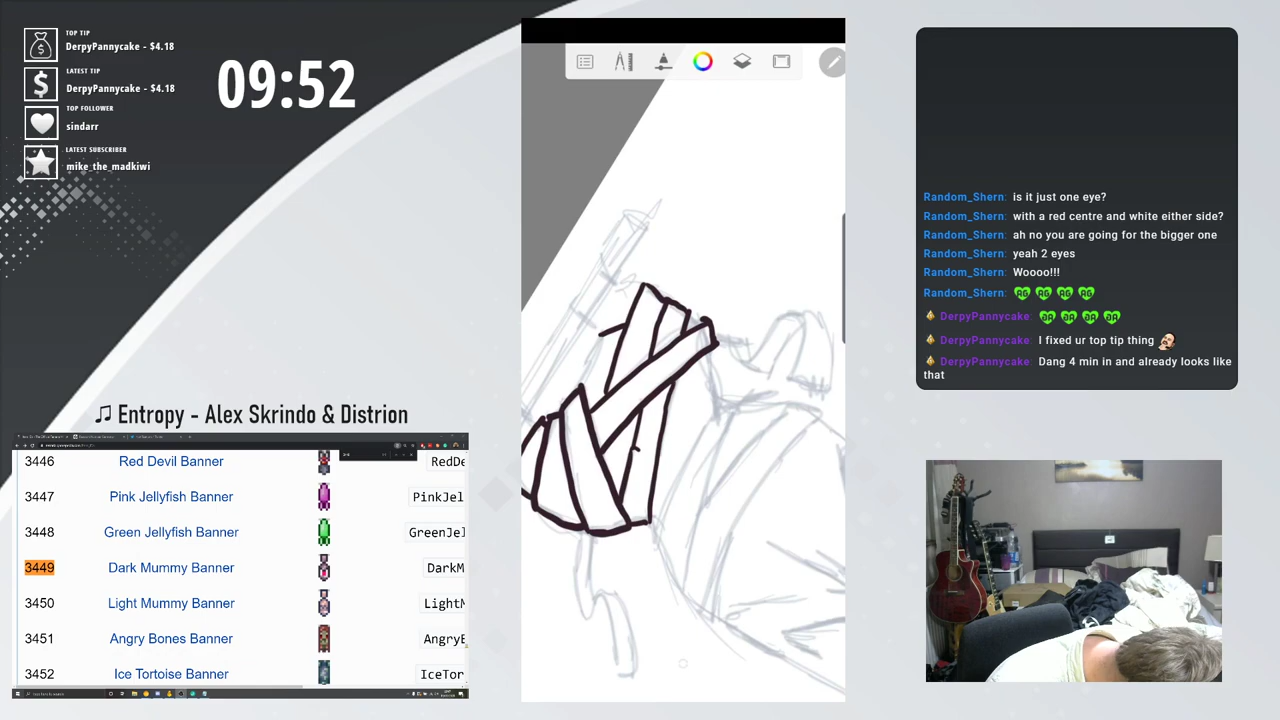 TOP TIP
DerpyPannycake - $4.18
LATEST TIP
DerpyPannycake - $4.18
TOP FOLLOWER
sindarr
LATEST SUBSCRIBER
mike_the_madkiwi
09:52
♫ Entropy - Alex Skrindo & Distrion
3446 Red Devil Banner RedDe
3447 Pink Jellyfish Banner PinkJel
3448 Green Jellyfish Banner GreenJel
3449 Dark Mummy Banner DarkM
3450 Light Mummy Banner LightM
3451 Angry Bones Banner AngryB
3452 Ice Tortoise Banner IceTor
Random_Shern: is it just one eye?
Random_Shern: with a red centre and white either side?
Random_Shern: ah no you are going for the bigger one
Random_Shern: yeah 2 eyes
Random_Shern: Woooo!!!
Random_Shern:
DerpyPannycake:
DerpyPannycake: I fixed ur top tip thing
DerpyPannycake: Dang 4 min in and already looks like
that